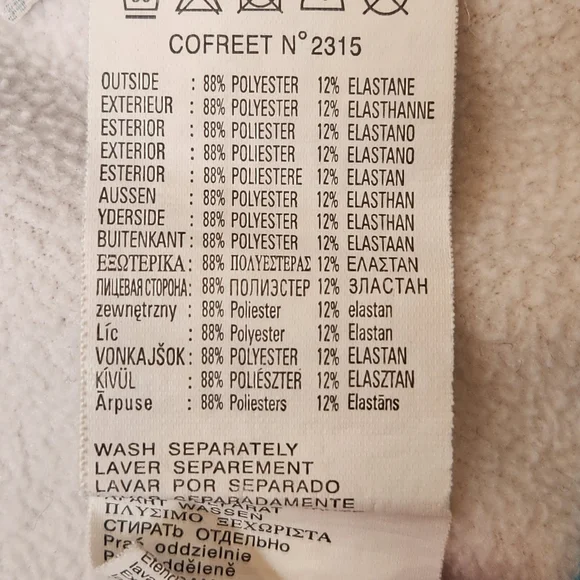 COFREET N° 2315
OUTSIDE : 88% POLYESTER 12% ELASTANE
EXTERIEUR : 88% POLYESTER 12% ELASTHANNE
ESTERIOR : 88% POLIESTER 12% ELASTANO
EXTERIOR : 88% POLIESTER 12% ELASTANO
ESTERIOR : 88% POLIESTERE 12% ELASTAN
AUSSEN : 88% POLYESTER 12% ELASTHAN
YDERSIDE : 88% POLYESTER 12% ELASTHAN
BUITENKANT : 88% POLYESTER 12% ELASTAAN
ΕΞΩΤΕΡΙΚΑ : 88% ΠΟΛΥΕΣΤΕΡΑΣ 12% ΕΛΑΣΤΑΝ
ЛИЦЕВАЯ СТОРОНА: 88% ПОЛИЭСТЕР 12% ЭЛАСТАН
zewnętrzny : 88% Poliester 12% elastan
Líc : 88% Polyester 12% elastan
VONKAJŠOK : 88% POLYESTER 12% ELASTAN
KÍVÜL : 88% POLIÉSZTER 12% ELASZTAN
Ārpuse : 88% Poliesters 12% Elastāns
WASH SEPARATELY
LAVER SEPAREMENT
LAVAR POR SEPARADO
SEPARADAMENTE
WASSEN
ΠΛΥΣΙΜΟ ΞΕΧΩΡΙΣΤΑ
СТИРАТЬ ОТДЕЛЬНО
Prać oddzielnie
odděleně